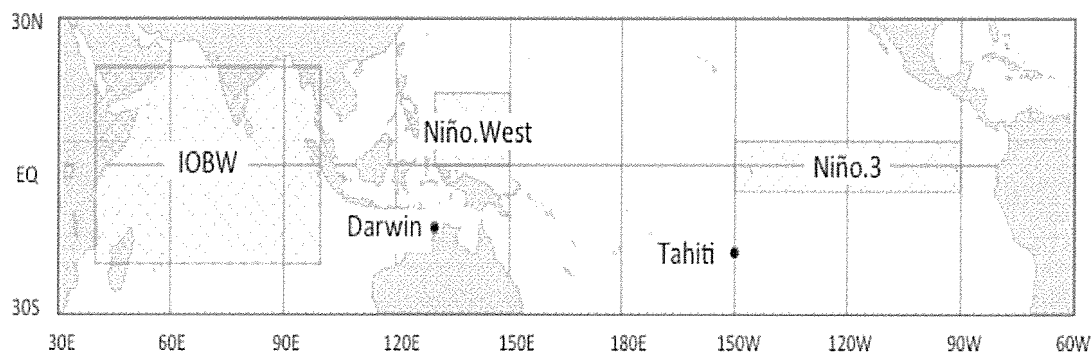 30N
Niño.West
IOBW
EQ
Niño.3
Darwin
Tahiti
30S
30E 60E 90E 120E 150E 180E 150W 120W 90W 60W